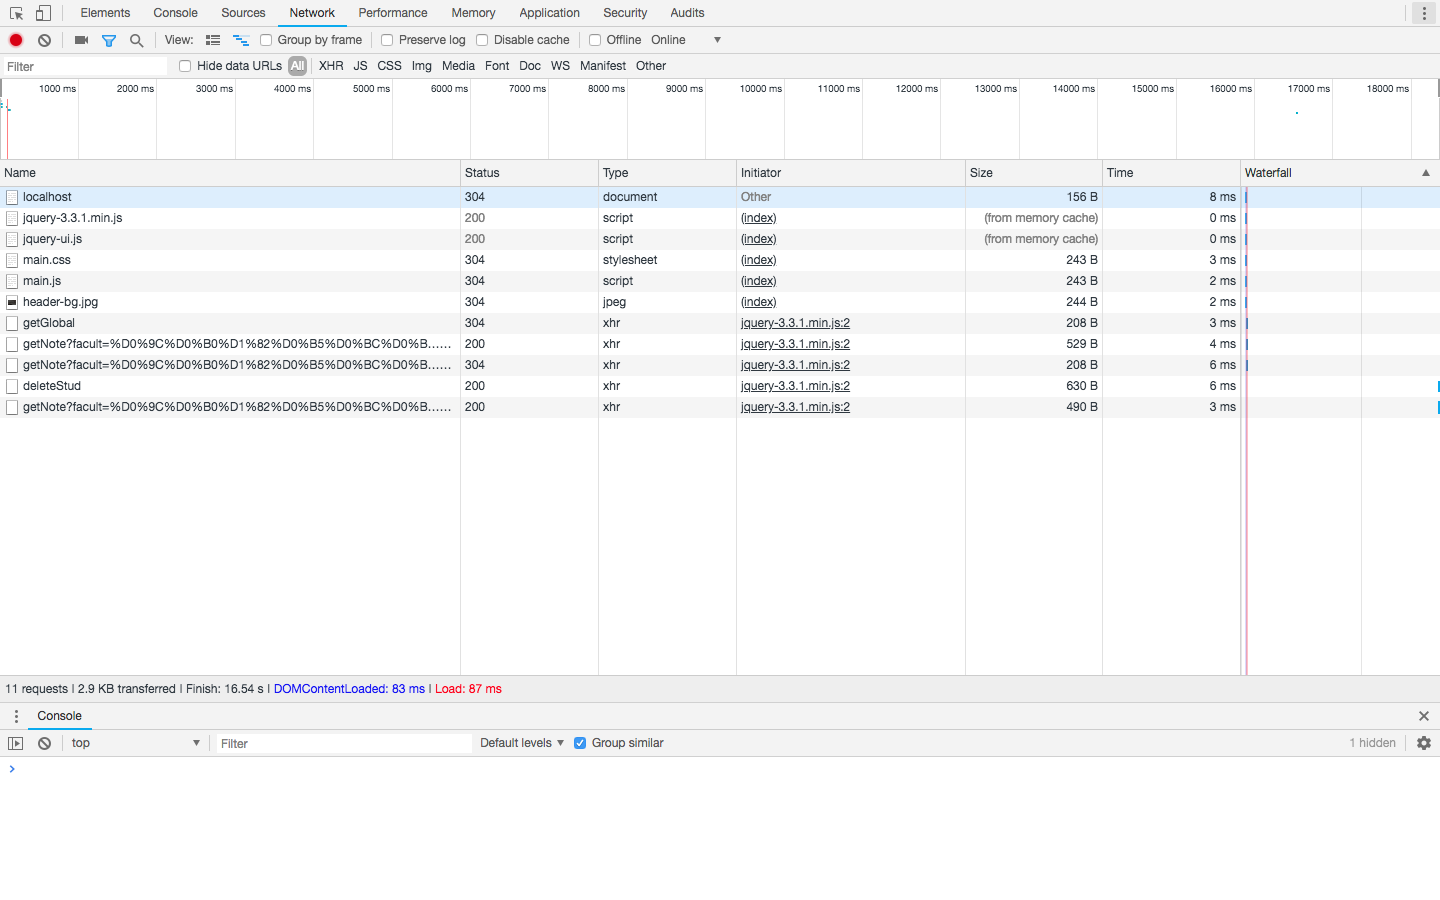 Elements Console Sources Network Performance Memory Application Security Audits
View: Group by frame Preserve log Disable cache Offline Online
Filter Hide data URLs All XHR JS CSS Img Media Font Doc WS Manifest Other
1000 ms 2000 ms 3000 ms 4000 ms 5000 ms 6000 ms 7000 ms 8000 ms 9000 ms 10000 ms 11000 ms 12000 ms 13000 ms 14000 ms 15000 ms 16000 ms 17000 ms 18000 ms
Name Status Type Initiator Size Time Waterfall
localhost 304 document Other 156 B 8 ms
jquery-3.3.1.min.js 200 script (index) (from memory cache) 0 ms
jquery-ui.js 200 script (index) (from memory cache) 0 ms
main.css 304 stylesheet (index) 243 B 3 ms
main.js 304 script (index) 243 B 2 ms
header-bg.jpg 304 jpeg (index) 244 B 2 ms
getGlobal 304 xhr jquery-3.3.1.min.js:2 208 B 3 ms
getNote?facult=%D0%9C%D0%B0%D1%82%D0%B5%D0%BC%D0%B...... 200 xhr jquery-3.3.1.min.js:2 529 B 4 ms
getNote?facult=%D0%9C%D0%B0%D1%82%D0%B5%D0%BC%D0%B...... 304 xhr jquery-3.3.1.min.js:2 208 B 6 ms
deleteStud 200 xhr jquery-3.3.1.min.js:2 630 B 6 ms
getNote?facult=%D0%9C%D0%B0%D1%82%D0%B5%D0%BC%D0%B...... 200 xhr jquery-3.3.1.min.js:2 490 B 3 ms
11 requests | 2.9 KB transferred | Finish: 16.54 s | DOMContentLoaded: 83 ms | Load: 87 ms
Console
top Filter Default levels Group similar 1 hidden